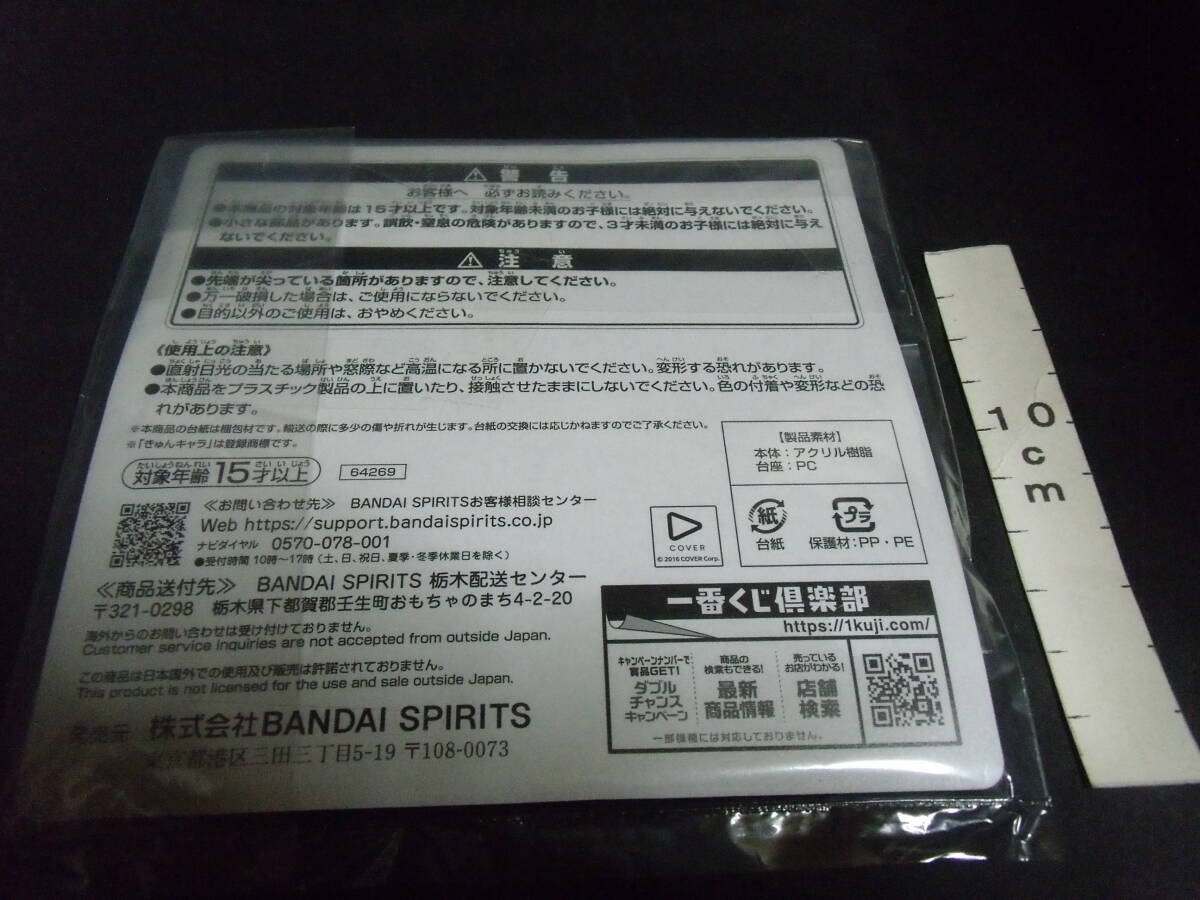 ⚠ 警告
お客様へ 必ずお読みください。
●本商品の対象年齢は15才以上です。対象年齢未満のお子様には絶対に与えないでください。
●小さな部品があります。誤飲・窒息の危険がありますので、3才未満のお子様には絶対に与え
ないでください。
⚠ 注意
●先端が尖っている箇所がありますので、注意してください。
●万一破損した場合は、ご使用にならないでください。
●目的以外のご使用は、おやめください。
《使用上の注意》
●直射日光の当たる場所や窓際など高温になる所に置かないでください。変形する恐れがあります。
●本商品をプラスチック製品の上に置いたり、接触させたままにしないでください。色の付着や変形などの恐
れがあります。
※本商品の台紙は梱包材です。輸送の際に多少の傷や折れが生じます。台紙の交換には応じかねますのでご了承ください。
※「きゅんキャラ」は登録商標です。
対象年齢15才以上
64269
≪お問い合わせ先≫ BANDAI SPIRITSお客様相談センター
Web https://support.bandaispirits.co.jp
ナビダイヤル 0570-078-001
●受付時間 10時～17時(土、日、祝日、夏季・冬季休業日を除く)
≪商品送付先≫ BANDAI SPIRITS 栃木配送センター
〒321-0298 栃木県下都賀郡壬生町おもちゃのまち4-2-20
海外からのお問い合わせは受け付けておりません。
Customer service inquiries are not accepted from outside Japan.
この商品は日本国外での使用及び販売は許諾されておりません。
This product is not licensed for the use and sale outside Japan.
発売元 株式会社BANDAI SPIRITS
東京都港区三田三丁目5-19 〒108-0073
【製品素材】
本体:アクリル樹脂
台座:PC
紙
台紙
プラ
保護材:PP・PE
COVER
© 2016 COVER Corp.
一番くじ倶楽部
https://1kuji.com/
キャンペーンナンバーで
賞品GET!
ダブル
チャンス
キャンペーン
商品の
検索もできる!
最新
商品情報
売っている
お店がわかる!
店舗
検索
一部機種には対応しておりません。
10
cm